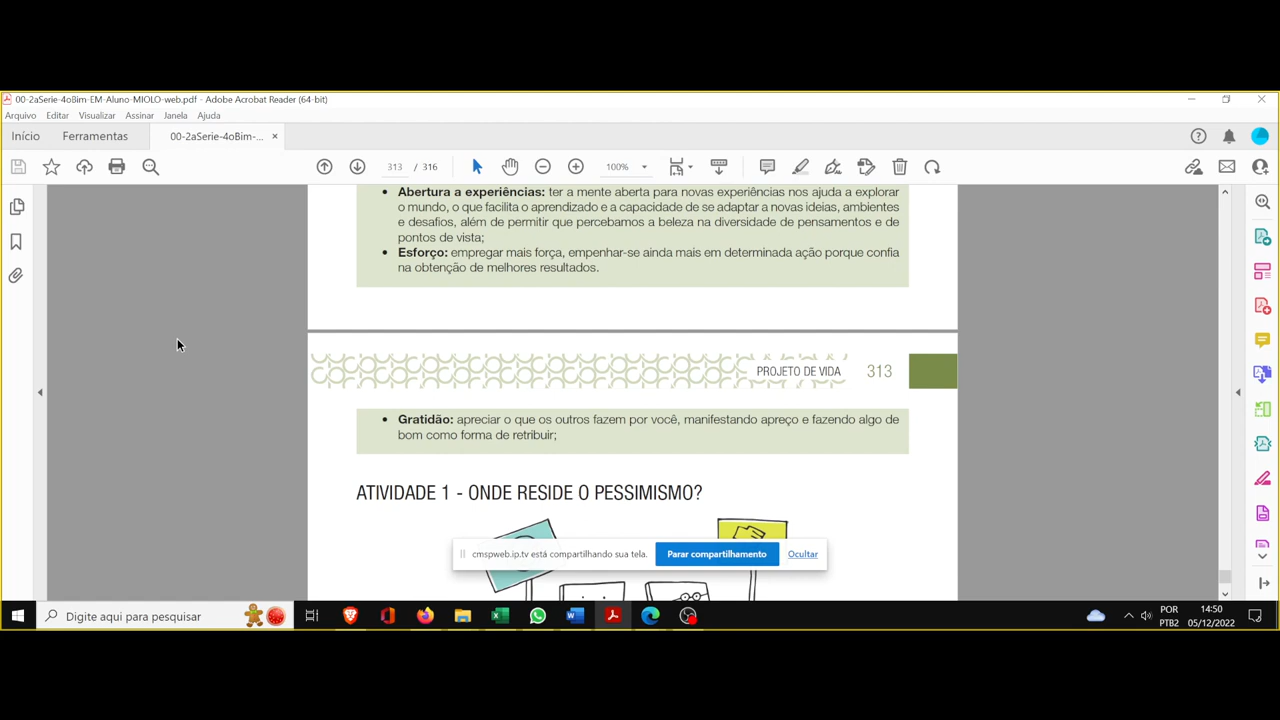 00-2aSerie-4oBim-EM-Aluno-MIOLO-web.pdf - Adobe Acrobat Reader (64-bit)
Arquivo Editar Visualizar Assinar Janela Ajuda
Início Ferramentas 00-2aSerie-4oBim-... ×
313 / 316 100%
• Abertura a experiências: ter a mente aberta para novas experiências nos ajuda a explorar
o mundo, o que facilita o aprendizado e a capacidade de se adaptar a novas ideias, ambientes
e desafios, além de permitir que percebamos a beleza na diversidade de pensamentos e de
pontos de vista;
• Esforço: empregar mais força, empenhar-se ainda mais em determinada ação porque confia
na obtenção de melhores resultados.
PROJETO DE VIDA 313
• Gratidão: apreciar o que os outros fazem por você, manifestando apreço e fazendo algo de
bom como forma de retribuir;
ATIVIDADE 1 - ONDE RESIDE O PESSIMISMO?
cmspweb.ip.tv está compartilhando sua tela. Parar compartilhamento Ocultar
Digite aqui para pesquisar
POR
PTB2
14:50
05/12/2022